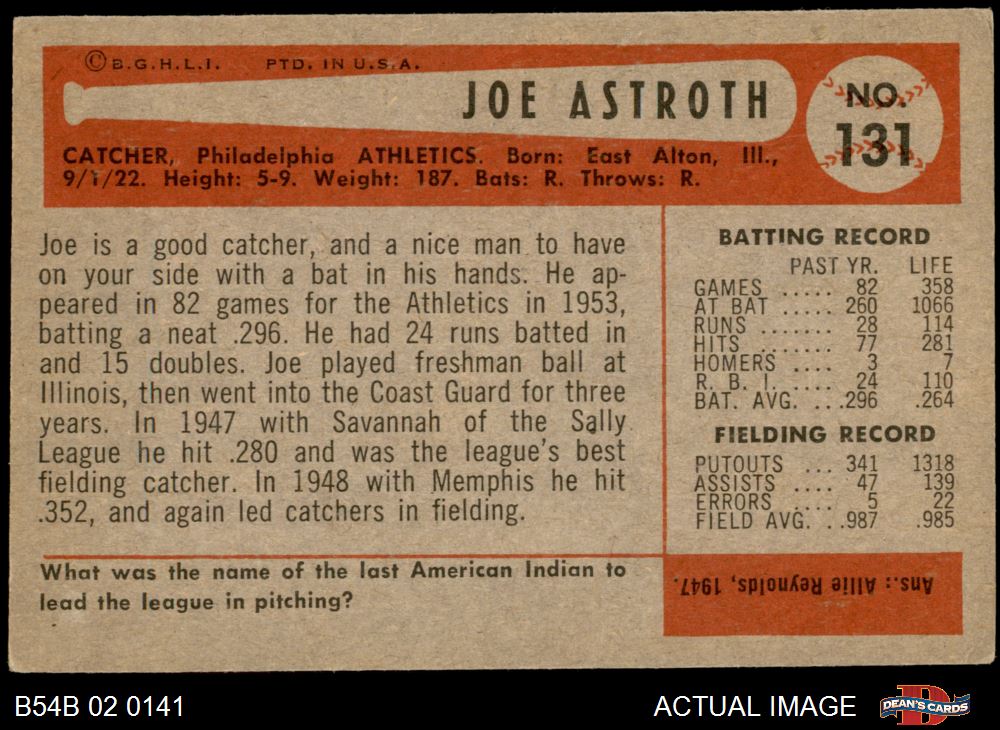 ©B.G.H.L.I. PTD. IN U.S.A.
JOE ASTROTH
NO.
131
CATCHER, Philadelphia ATHLETICS. Born: East Alton, Ill.,
9/1/22. Height: 5-9. Weight: 187. Bats: R. Throws: R.
Joe is a good catcher, and a nice man to have
on your side with a bat in his hands. He ap-
peared in 82 games for the Athletics in 1953,
batting a neat .296. He had 24 runs batted in
and 15 doubles. Joe played freshman ball at
Illinois, then went into the Coast Guard for three
years. In 1947 with Savannah of the Sally
League he hit .280 and was the league's best
fielding catcher. In 1948 with Memphis he hit
.352, and again led catchers in fielding.
BATTING RECORD
PAST YR. LIFE
GAMES ..... 82 358
AT BAT ..... 260 1066
RUNS ....... 28 114
HITS ....... 77 281
HOMERS .... 3 7
R. B. I. .... 24 110
BAT. AVG. ...296 .264
FIELDING RECORD
PUTOUTS ... 341 1318
ASSISTS .... 47 139
ERRORS .... 5 22
FIELD AVG. ..987 .985
What was the name of the last American Indian to
lead the league in pitching?
Ans.: Allie Reynolds, 1947.
B54B 02 0141
ACTUAL IMAGE
D
DEAN'S CARDS